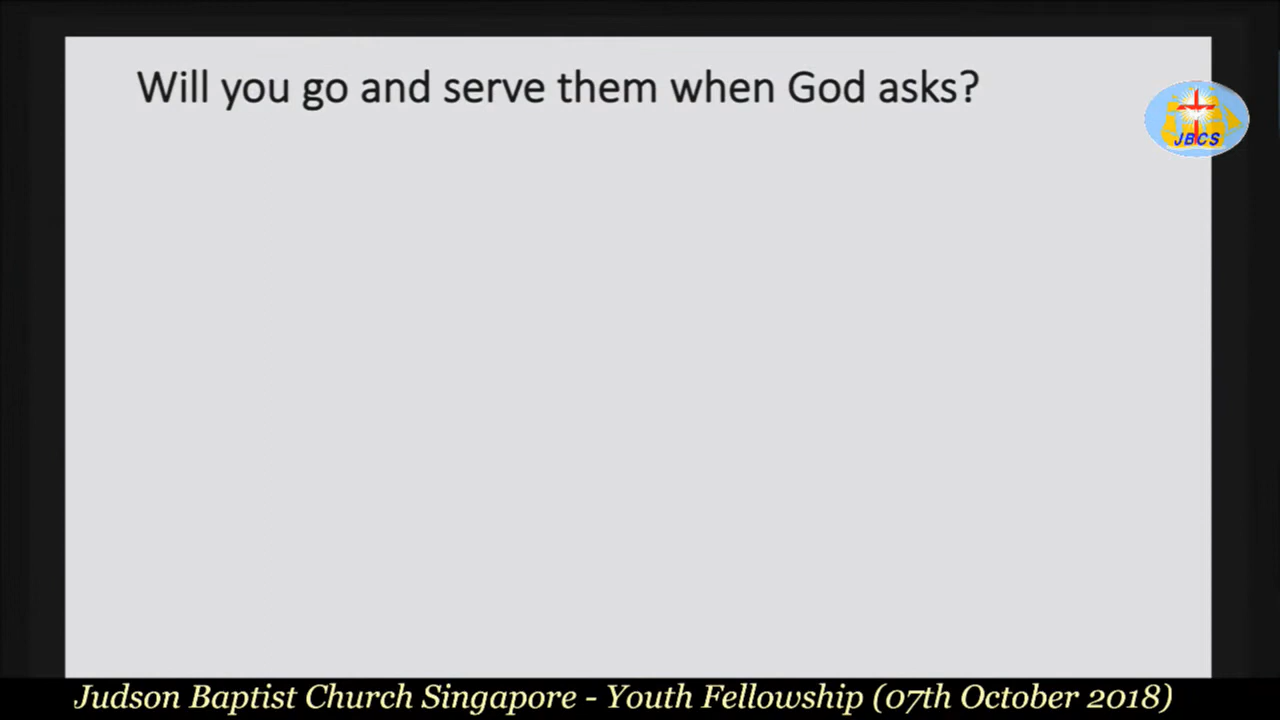 Will you go and serve them when God asks?
JBCS
Judson Baptist Church Singapore - Youth Fellowship (07th October 2018)